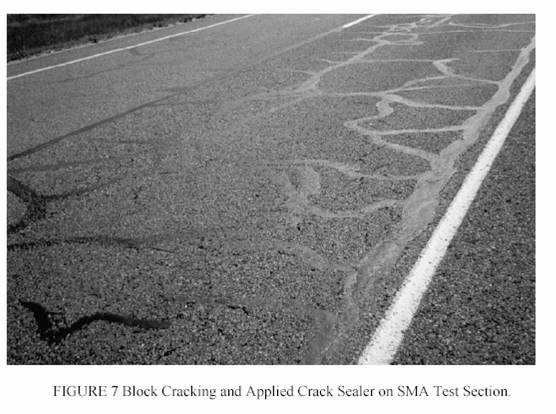 FIGURE 7 Block Cracking and Applied Crack Sealer on SMA Test Section.